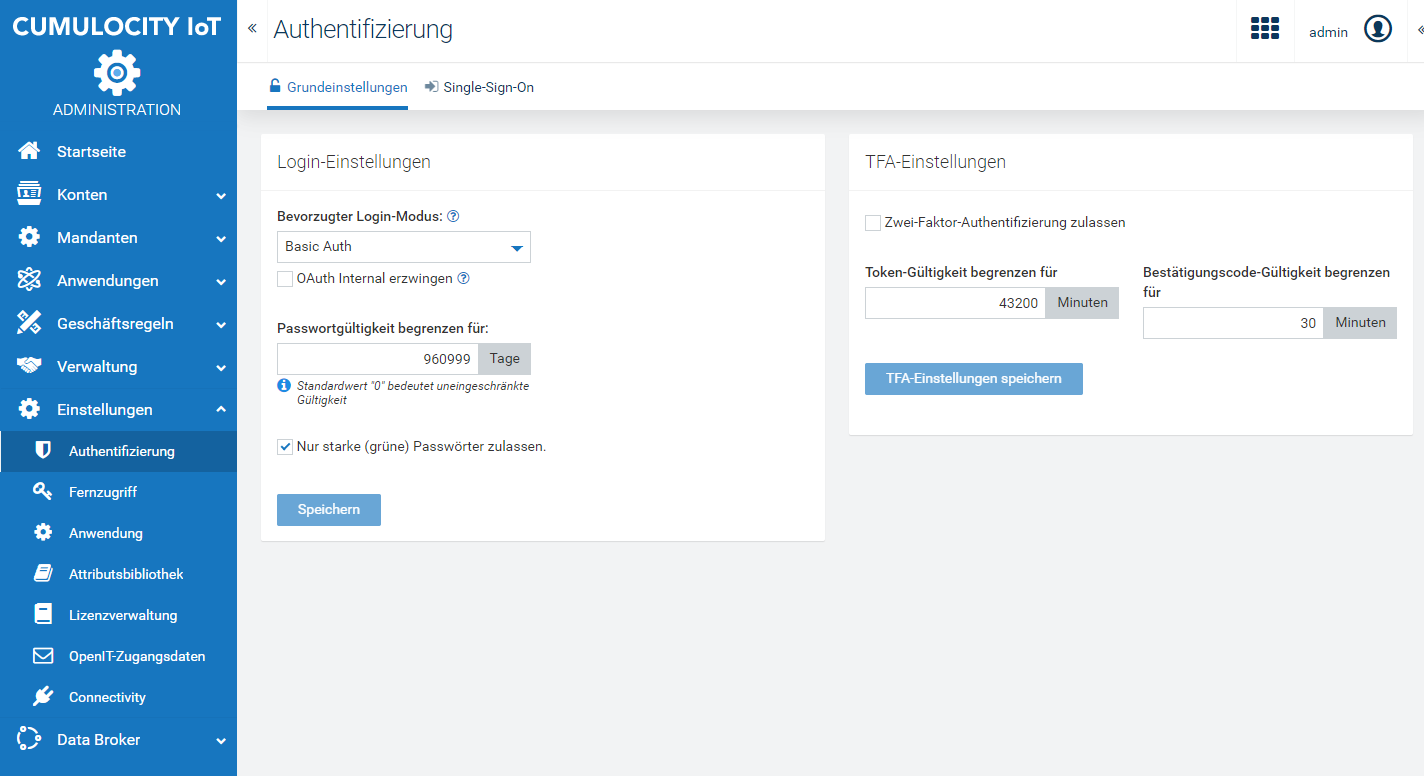 CUMULOCITY IoT
ADMINISTRATION
Startseite
Konten
Mandanten
Anwendungen
Geschäftsregeln
Verwaltung
Einstellungen
Authentifizierung
Fernzugriff
Anwendung
Attributsbibliothek
Lizenzverwaltung
OpenIT-Zugangsdaten
Connectivity
Data Broker
Authentifizierung
admin
Grundeinstellungen
Single-Sign-On
Login-Einstellungen
Bevorzugter Login-Modus:
Basic Auth
OAuth Internal erzwingen
Passwortgültigkeit begrenzen für:
960999 Tage
Standardwert "0" bedeutet uneingeschränkte
Gültigkeit
Nur starke (grüne) Passwörter zulassen.
Speichern
TFA-Einstellungen
Zwei-Faktor-Authentifizierung zulassen
Token-Gültigkeit begrenzen für
43200 Minuten
Bestätigungscode-Gültigkeit begrenzen
für
30 Minuten
TFA-Einstellungen speichern